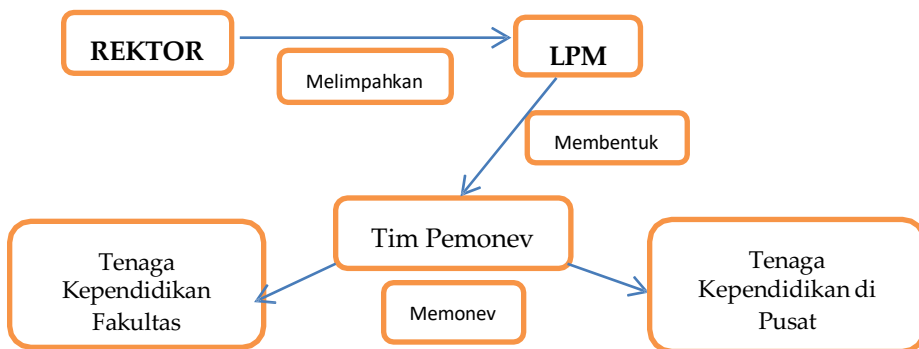 REKTOR
LPM
Melimpahkan
Membentuk
Tim Pemonev
Tenaga
Kependidikan
Fakultas
Memonev
Tenaga
Kependidikan di
Pusat